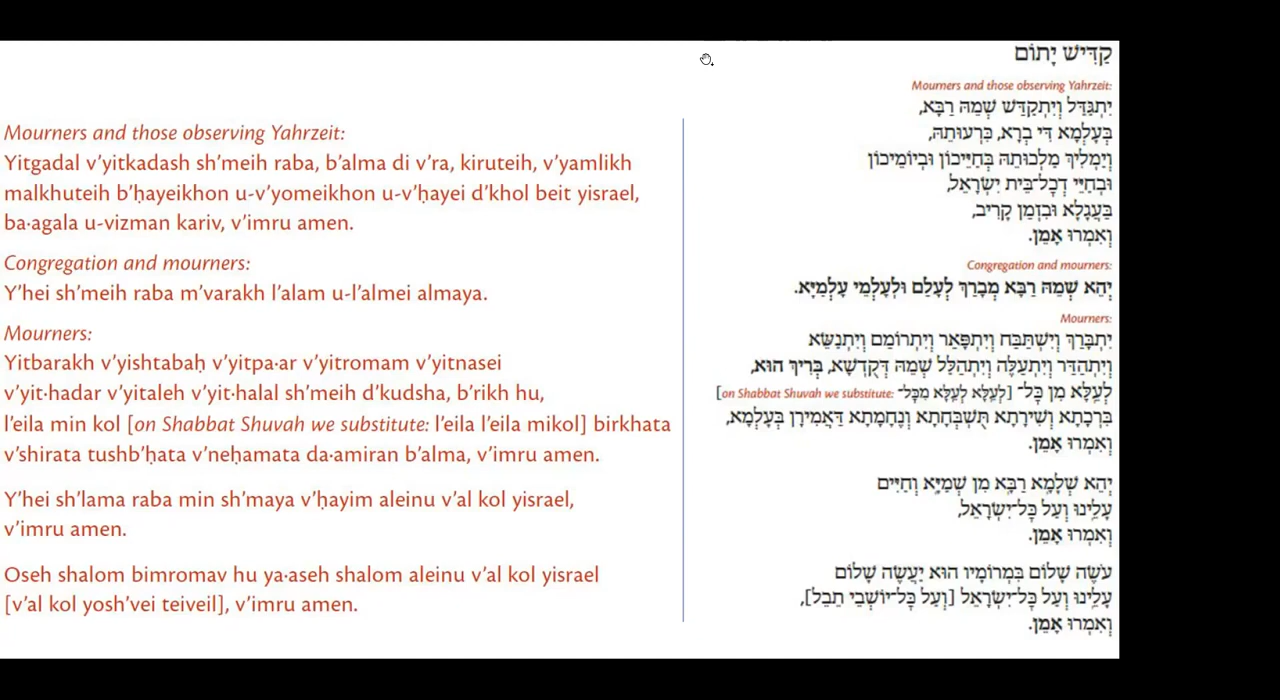 Mourners and those observing Yahrzeit:
Yitgadal v’yitkadash sh’meih raba, b’alma di v’ra, kiruteih, v’yamlikh
malkhuteih b’ḥayeikhon u-v’yomeikhon u-v’ḥayei d’khol beit yisrael,
ba·agala u-vizman kariv, v’imru amen.
Congregation and mourners:
Y’hei sh’meih raba m’varakh l’alam u-l’almei almaya.
Mourners:
Yitbarakh v’yishtabaḥ v’yitpa·ar v’yitromam v’yitnasei
v’yit·hadar v’yitaleh v’yit·halal sh’meih d’kudsha, b’rikh hu,
l’eila min kol [on Shabbat Shuvah we substitute: l’eila l’eila mikol] birkhata
v’shirata tushb’ḥata v’neḥamata da·amiran b’alma, v’imru amen.
Y’hei sh’lama raba min sh’maya v’ḥayim aleinu v’al kol yisrael,
v’imru amen.
Oseh shalom bimromav hu ya·aseh shalom aleinu v’al kol yisrael
[v’al kol yosh’vei teiveil], v’imru amen.
קַדִּישׁ יָתוֹם
Mourners and those observing Yahrzeit:
יִתְגַּדַּל וְיִתְקַדַּשׁ שְׁמֵהּ רַבָּא,
בְּעָלְמָא דִּי בְרָא, כִּרְעוּתֵהּ,
וְיַמְלִיךְ מַלְכוּתֵהּ בְּחַיֵּיכוֹן וּבְיוֹמֵיכוֹן
וּבְחַיֵּי דְכׇל־בֵּית יִשְׂרָאֵל,
בַּעֲגָלָא וּבִזְמַן קָרִיב,
וְאִמְרוּ אָמֵן.
Congregation and mourners:
יְהֵא שְׁמֵהּ רַבָּא מְבָרַךְ לְעָלַם וּלְעָלְמֵי עָלְמַיָּא.
Mourners:
יִתְבָּרַךְ וְיִשְׁתַּבַּח וְיִתְפָּאַר וְיִתְרוֹמַם וְיִתְנַשֵּׂא
וְיִתְהַדַּר וְיִתְעַלֶּה וְיִתְהַלַּל שְׁמֵהּ דְּקֻדְשָׁא, בְּרִיךְ הוּא,
לְעֵֽלָּא מִן כׇּל־ [לְעֵֽלָּא לְעֵֽלָּא מִכׇּל־ on Shabbat Shuvah we substitute:]
בִּרְכָתָא וְשִׁירָתָא תֻּשְׁבְּחָתָא וְנֶחָמָתָא דַּאֲמִירָן בְּעָלְמָא,
וְאִמְרוּ אָמֵן.
יְהֵא שְׁלָמָא רַבָּא מִן שְׁמַיָּא וְחַיִּים
עָלֵֽינוּ וְעַל כׇּל־יִשְׂרָאֵל,
וְאִמְרוּ אָמֵן.
עֹשֶׂה שָׁלוֹם בִּמְרוֹמָיו הוּא יַעֲשֶׂה שָׁלוֹם
עָלֵֽינוּ וְעַל כׇּל־יִשְׂרָאֵל [וְעַל כׇּל־יוֹשְׁבֵי תֵבֵל],
וְאִמְרוּ אָמֵן.